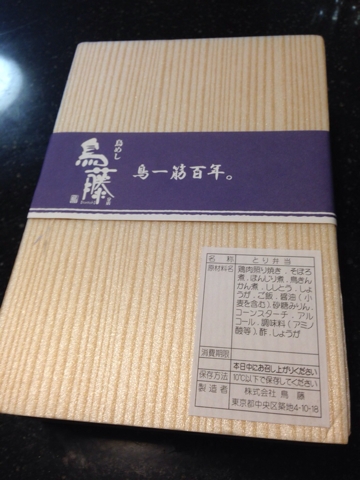 鳥めし
鳥藤
鳥一筋百年。
名称 とり弁当
原材料名 鶏肉照り焼き、そぼろ
煮、ぼんじり煮、鳥きん
かん煮、ししとう、しょ
うが、ご飯、醤油(小
麦を含む)、砂糖みりん、
コーンスターチ、アル
コール、調味料(アミノ
酸等)、酢、しょうが
消費期限
本日中にお召し上がりください
保存方法 10℃以下で保存してください
製造者 株式会社 鳥藤
東京都中央区築地4-10-18